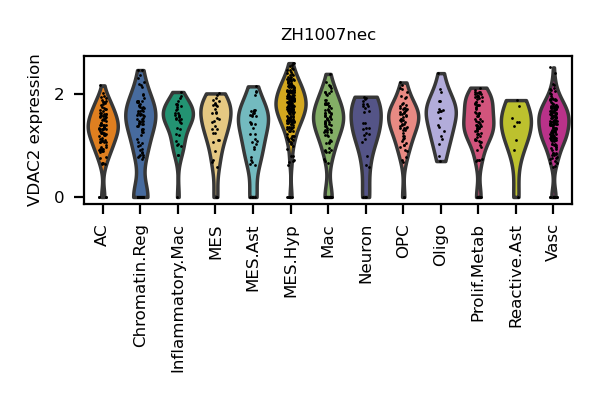 ZH1007nec
VDAC2 expression
2
0
AC
Chromatin.Reg
Inflammatory.Mac
MES
MES.Ast
MES.Hyp
Mac
Neuron
OPC
Oligo
Prolif.Metab
Reactive.Ast
Vasc